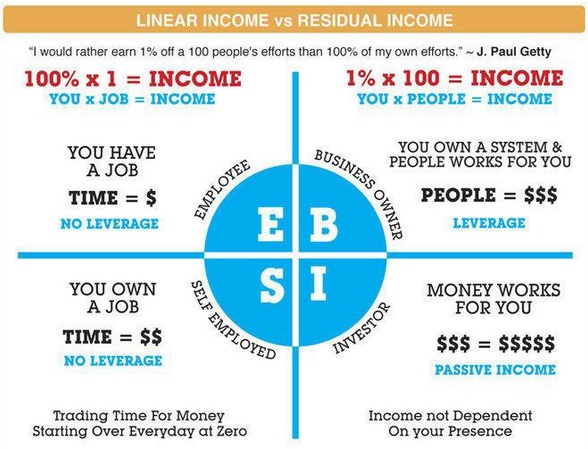 LINEAR INCOME vs RESIDUAL INCOME
“I would rather earn 1% off a 100 people's efforts than 100% of my own efforts.” ~ J. Paul Getty
100% x 1 = INCOME
YOU x JOB = INCOME
1% x 100 = INCOME
YOU x PEOPLE = INCOME
YOU HAVE
A JOB
TIME = $
NO LEVERAGE
EMPLOYEE
E
BUSINESS OWNER
B
YOU OWN A SYSTEM &
PEOPLE WORKS FOR YOU
PEOPLE = $$$
LEVERAGE
YOU OWN
A JOB
TIME = $$
NO LEVERAGE
SELF EMPLOYED
S
INVESTOR
I
MONEY WORKS
FOR YOU
$$$ = $$$$$
PASSIVE INCOME
Trading Time For Money
Starting Over Everyday at Zero
Income not Dependent
On your Presence